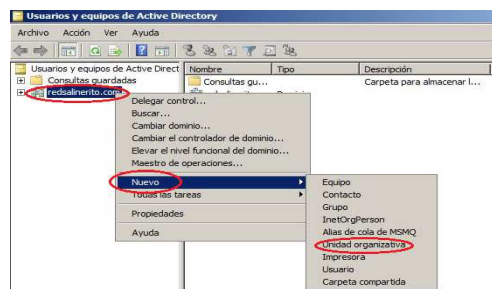 Usuarios y equipos de Active Directory
Archivo Acción Ver Ayuda
Usuarios y equipos de Active Direct
Consultas guardadas
redsalinerito.com
Nombre Tipo Descripción
Consultas gu... Carpeta para almacenar l...
Delegar control...
Buscar...
Cambiar dominio...
Cambiar el controlador de dominio...
Elevar el nivel funcional del dominio...
Maestro de operaciones...
Nuevo
Todas las tareas
Propiedades
Ayuda
Equipo
Contacto
Grupo
InetOrgPerson
Alias de cola de MSMQ
Unidad organizativa
Impresora
Usuario
Carpeta compartida